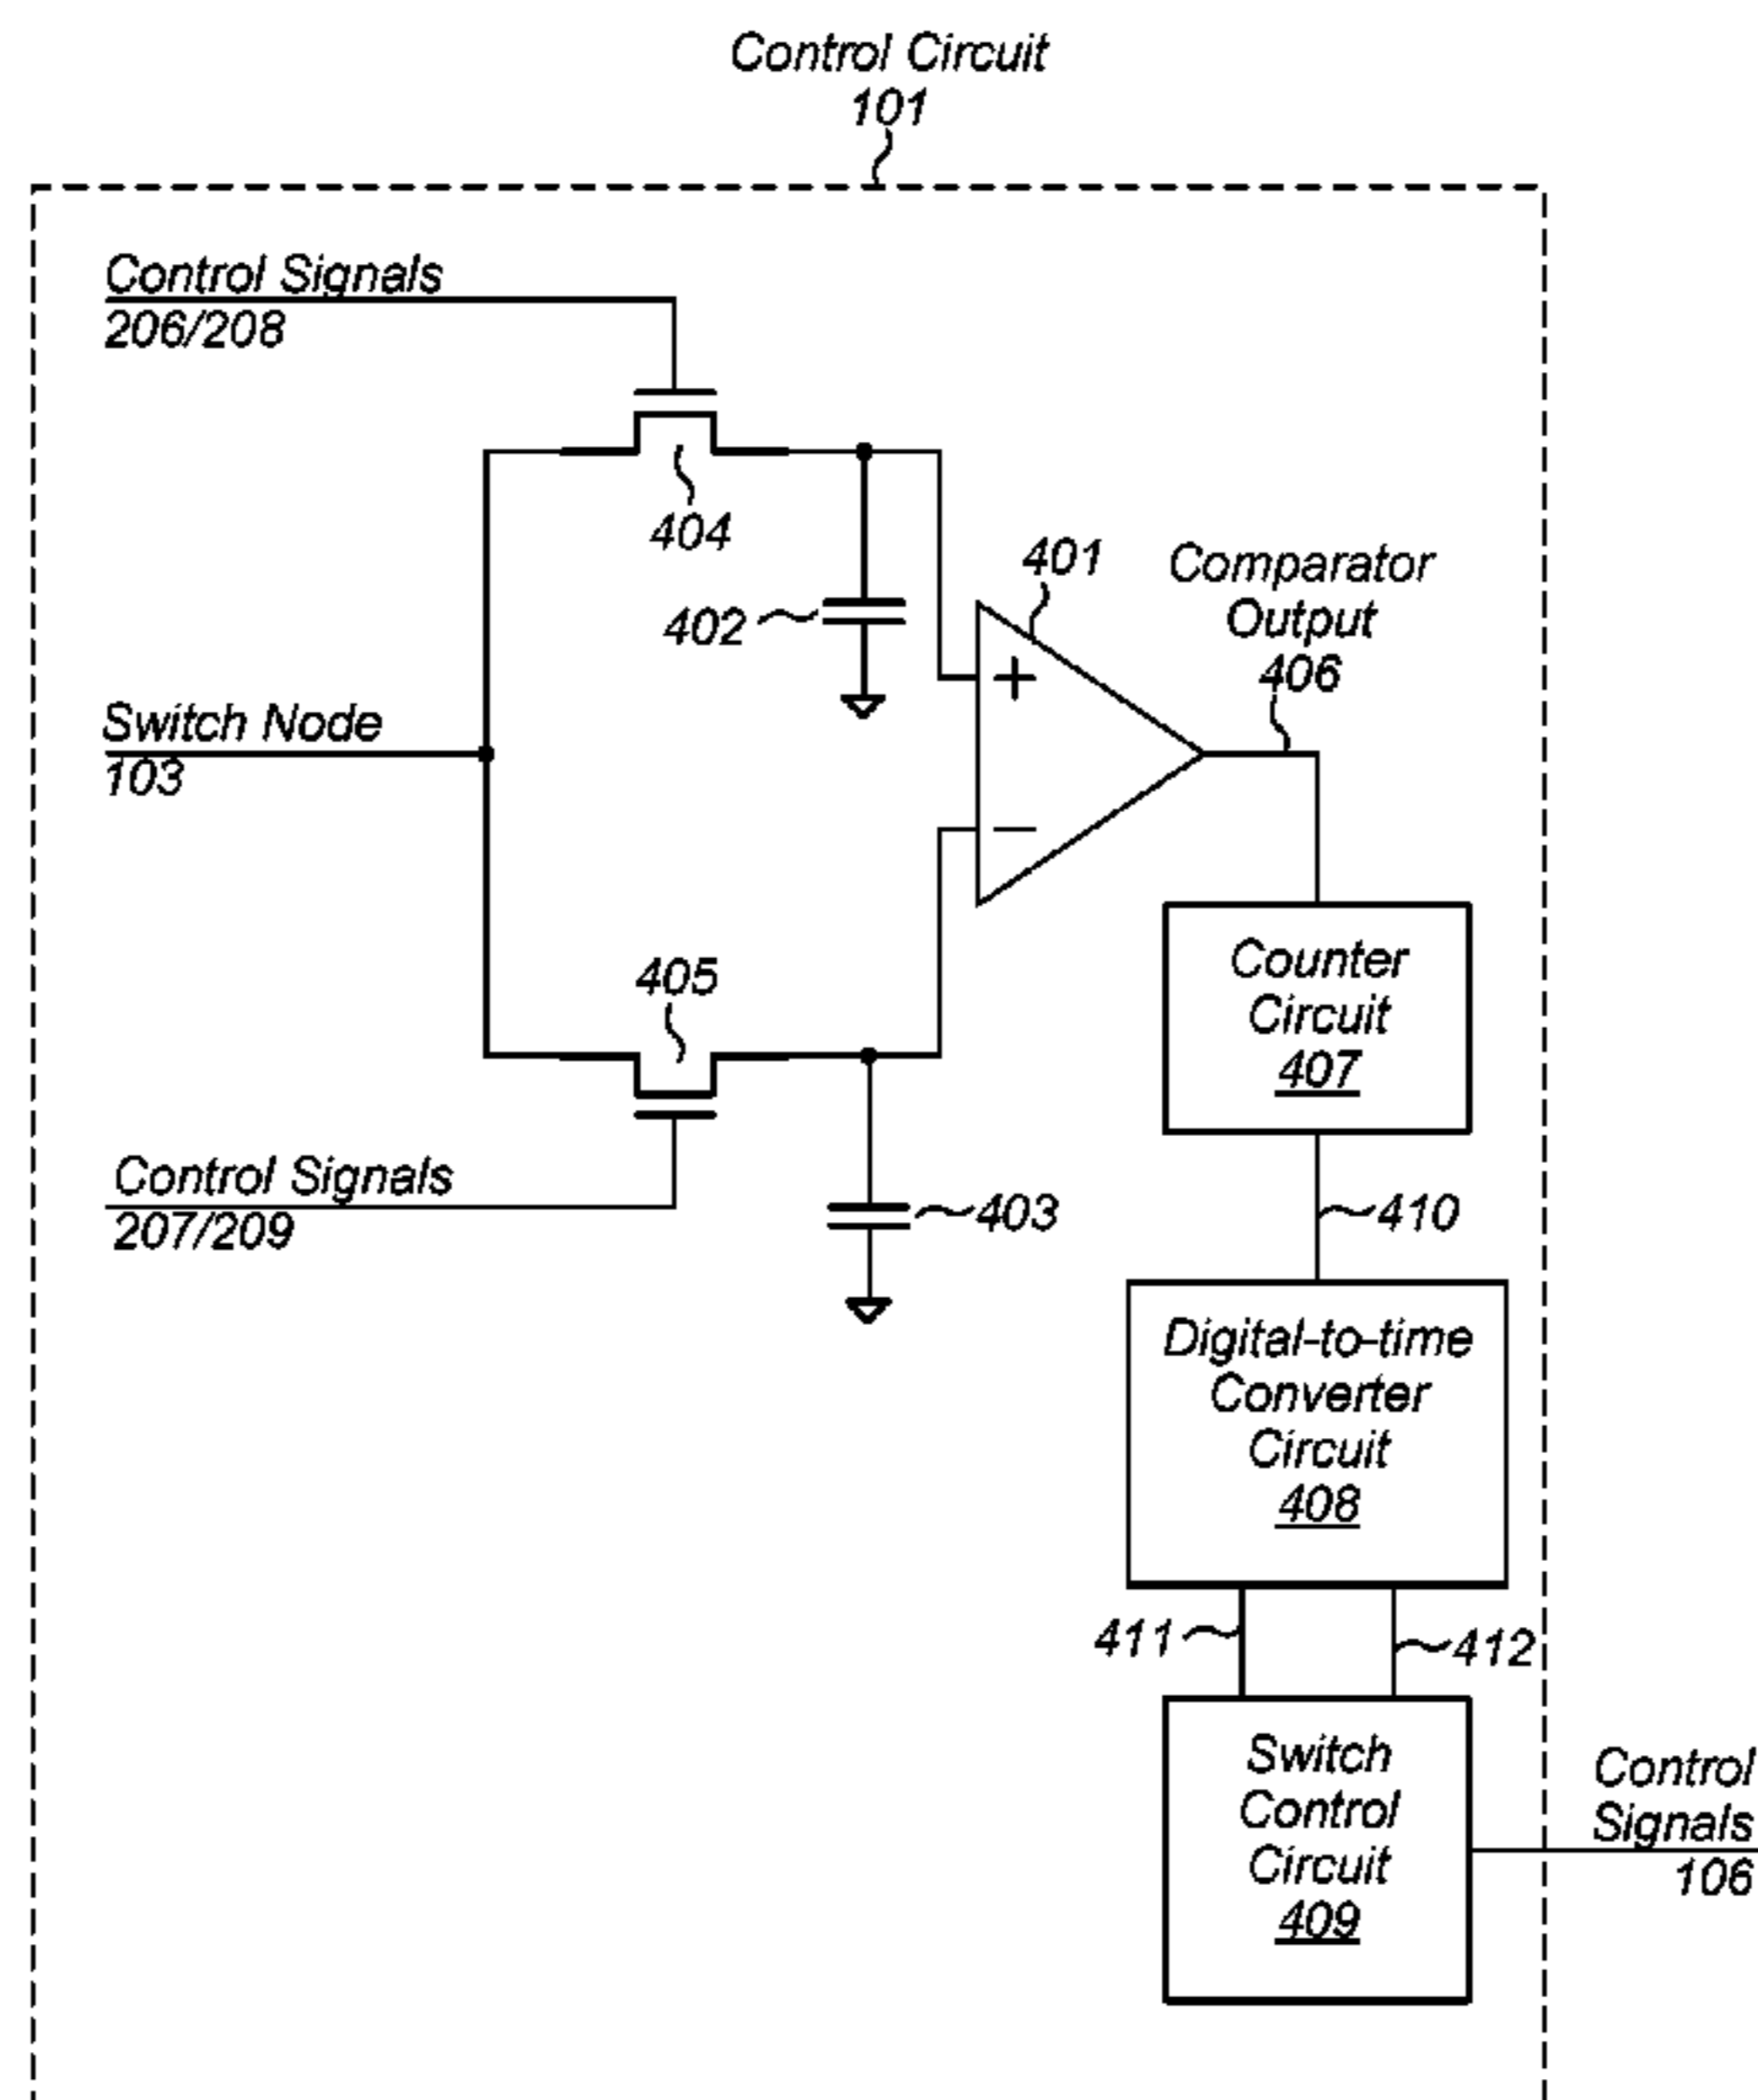 Control Circuit
101
Control Signals
206/208
404
402
401
+
Comparator
Output
406
Switch Node
103
−
405
Control Signals
207/209
403
Counter
Circuit
407
410
Digital-to-time
Converter
Circuit
408
411
412
Switch
Control
Circuit
409
Control
Signals
106